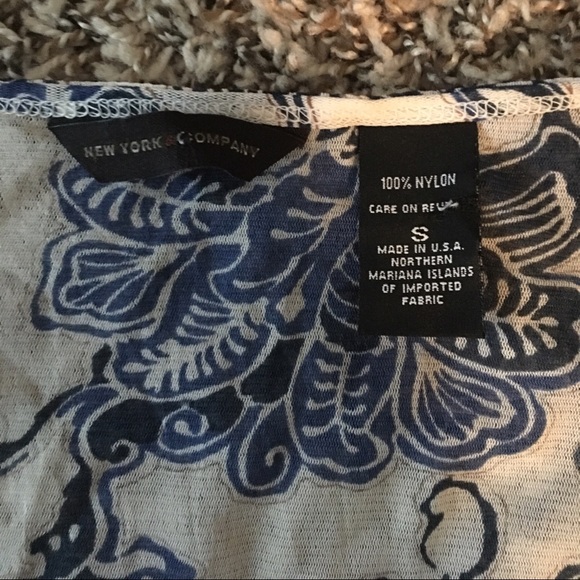 NEW YORK & COMPANY
100% NYLON
CARE ON
S
MADE IN U.S.A.
NORTHERN
MARIANA ISLANDS
OF IMPORTED
FABRIC